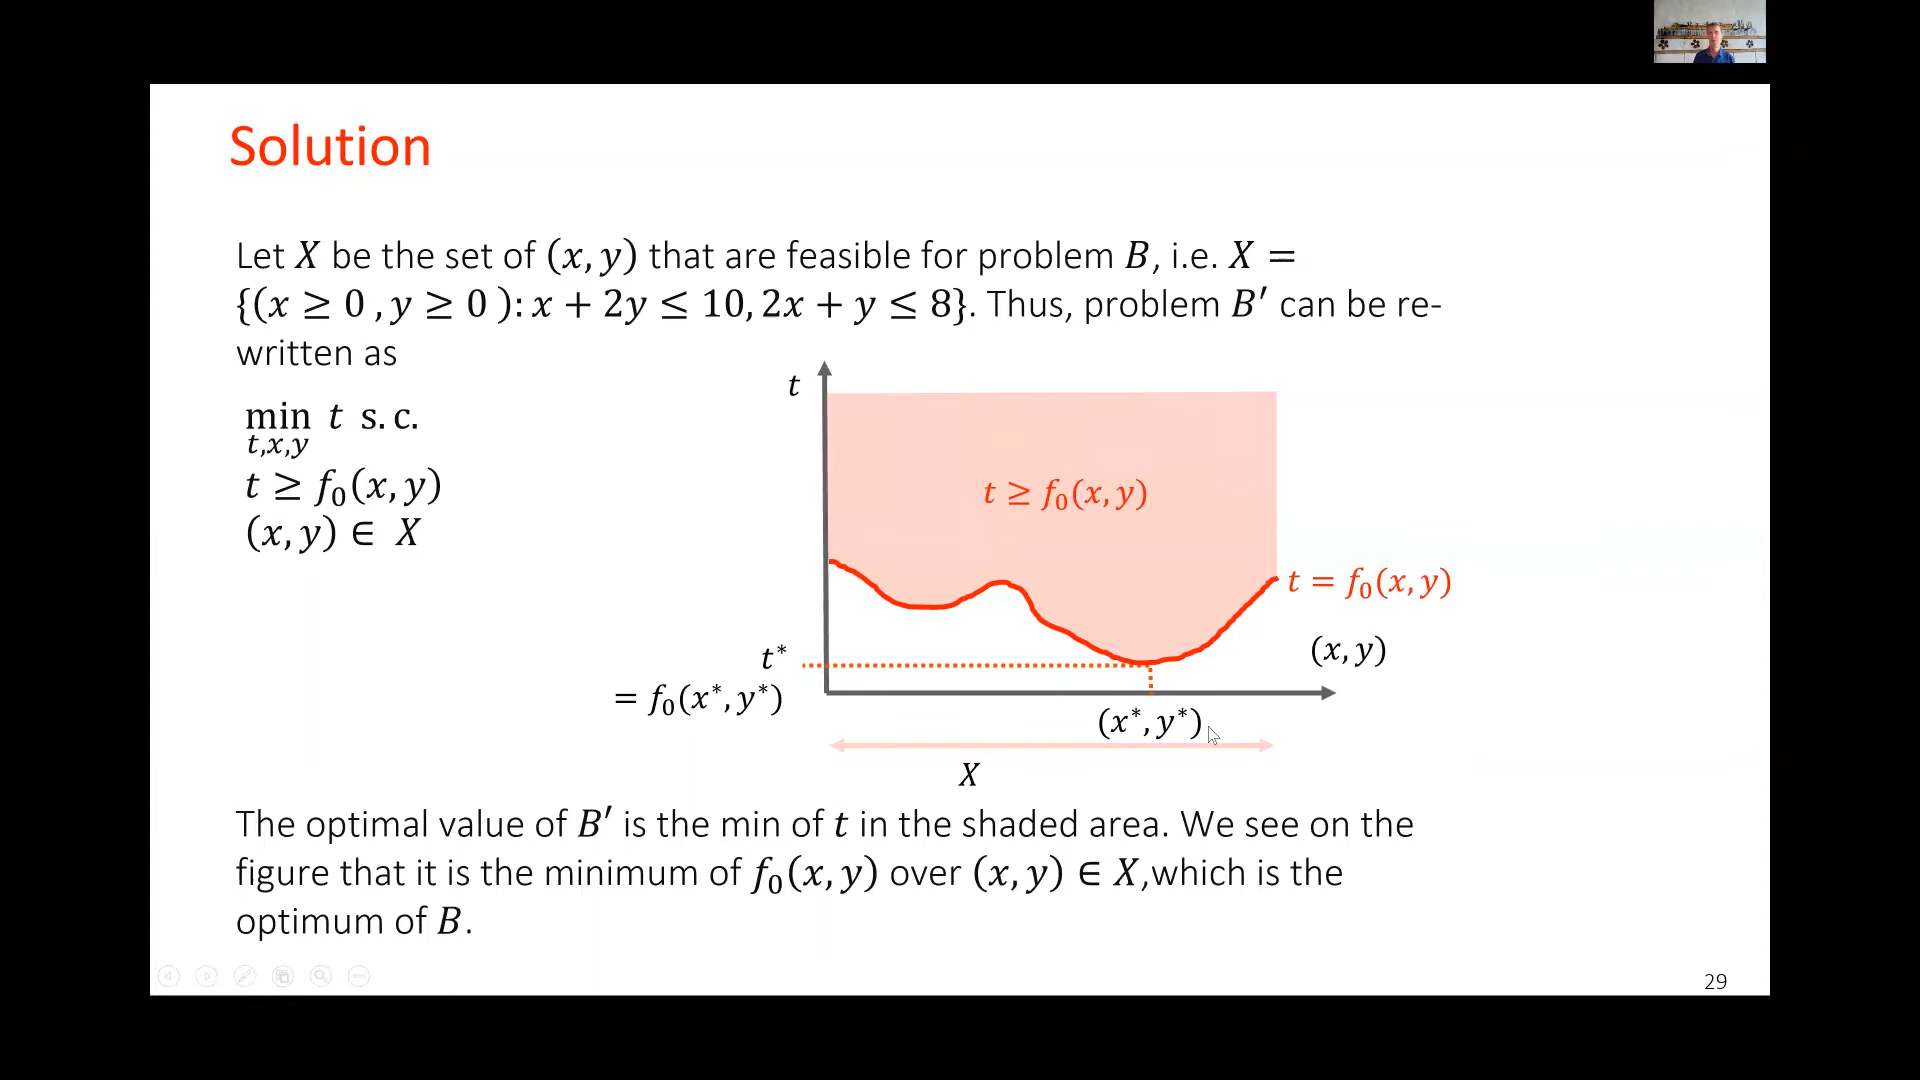 Solution
Let X be the set of (x, y) that are feasible for problem B, i.e. X =
{(x ≥ 0 , y ≥ 0 ): x + 2y ≤ 10, 2x + y ≤ 8}. Thus, problem B′ can be re-
written as
min t s. c.
t,x,y
t ≥ f₀(x, y)
(x, y) ∈ X
t
t ≥ f₀(x, y)
t = f₀(x, y)
(x, y)
t*
= f₀(x*, y*)
(x*, y*)
X
The optimal value of B′ is the min of t in the shaded area. We see on the
figure that it is the minimum of f₀(x, y) over (x, y) ∈ X,which is the
optimum of B.
29